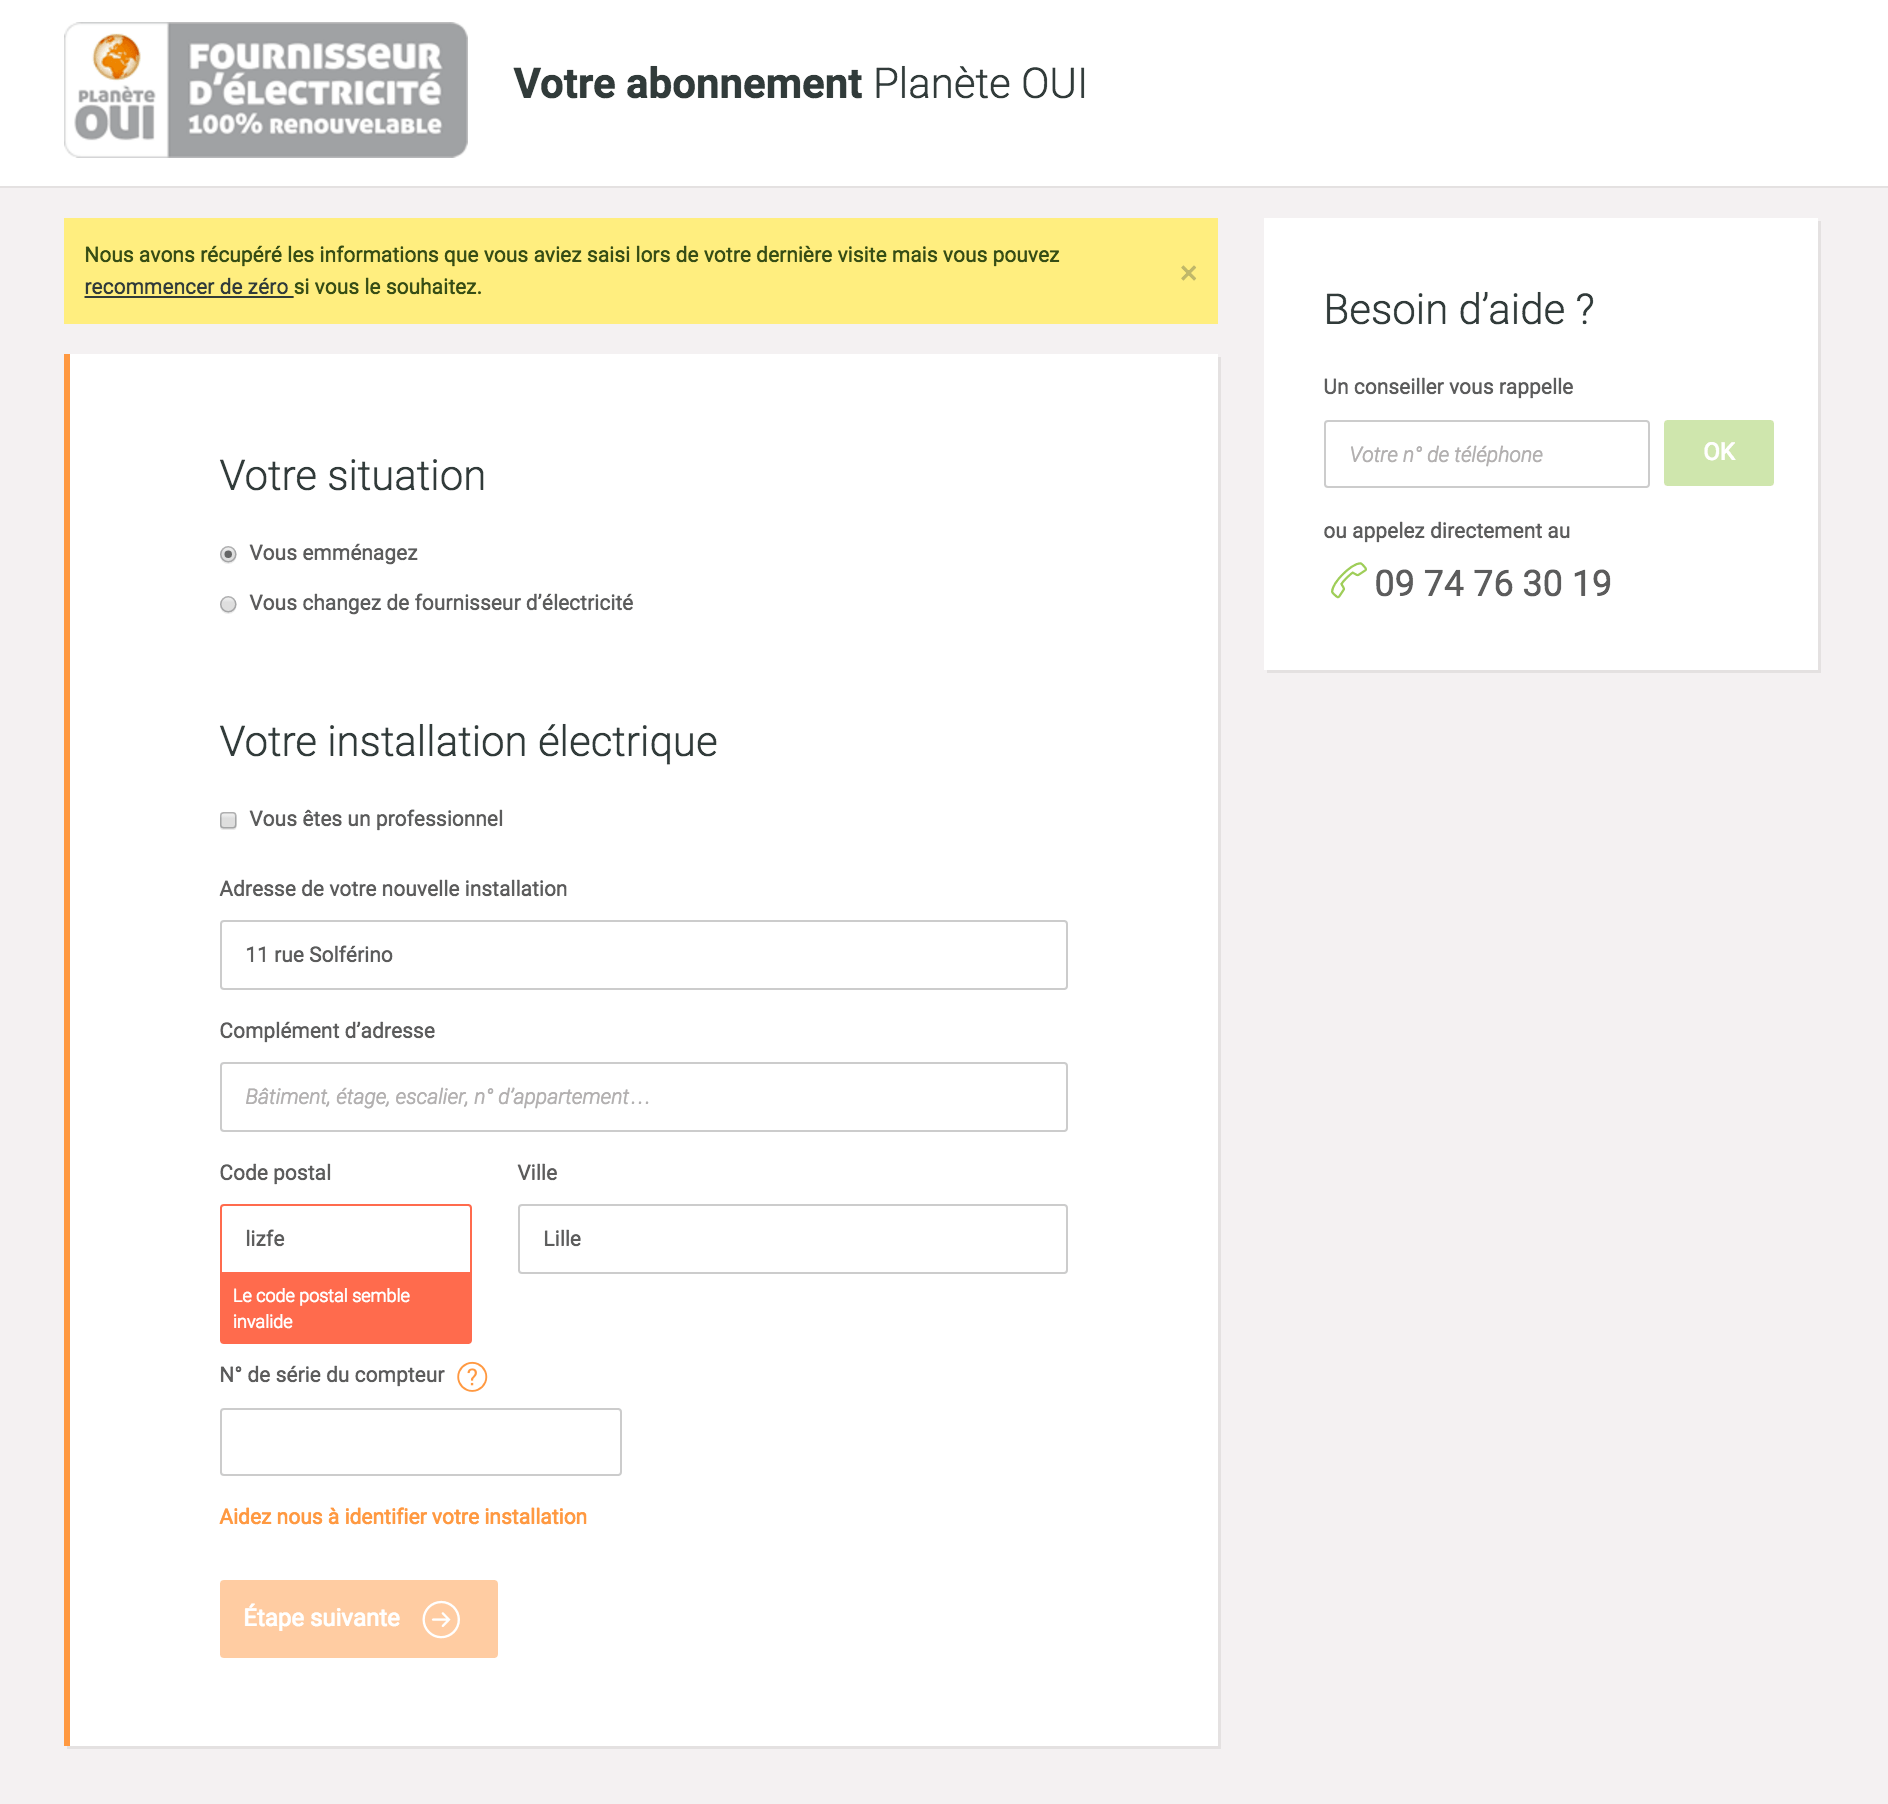 PLANÈTE
OUI
FOURNISSEUR
D'ÉLECTRICITÉ
100% RENOUVELABLE
Votre abonnement Planète OUI
Nous avons récupéré les informations que vous aviez saisi lors de votre dernière visite mais vous pouvez
recommencer de zéro si vous le souhaitez.
×
Votre situation
Vous emménagez
Vous changez de fournisseur d’électricité
Votre installation électrique
Vous êtes un professionnel
Adresse de votre nouvelle installation
11 rue Solférino
Complément d’adresse
Bâtiment, étage, escalier, n° d’appartement…
Code postal
Ville
lizfe
Lille
Le code postal semble
invalide
N° de série du compteur ?
Aidez nous à identifier votre installation
Étape suivante
Besoin d’aide ?
Un conseiller vous rappelle
Votre n° de téléphone
OK
ou appelez directement au
09 74 76 30 19